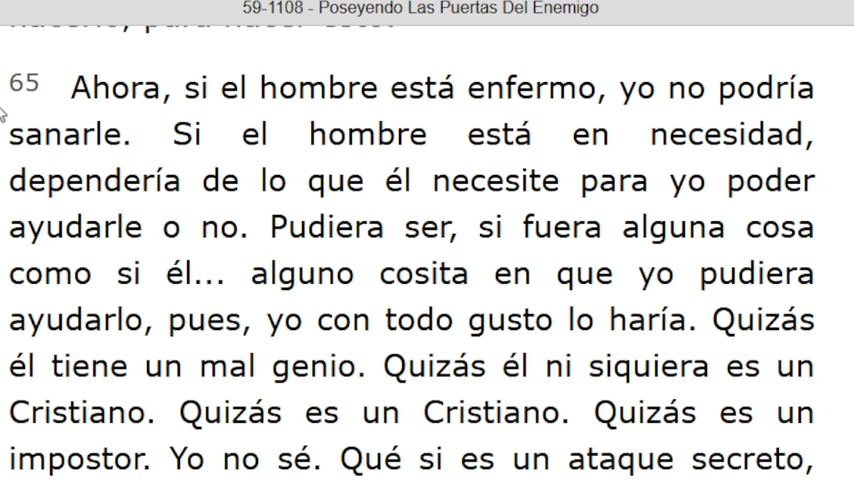 59-1108 - Poseyendo Las Puertas Del Enemigo
65 Ahora, si el hombre está enfermo, yo no podría
sanarle. Si el hombre está en necesidad,
dependería de lo que él necesite para yo poder
ayudarle o no. Pudiera ser, si fuera alguna cosa
como si él... alguno cosita en que yo pudiera
ayudarlo, pues, yo con todo gusto lo haría. Quizás
él tiene un mal genio. Quizás él ni siquiera es un
Cristiano. Quizás es un Cristiano. Quizás es un
impostor. Yo no sé. Qué si es un ataque secreto,